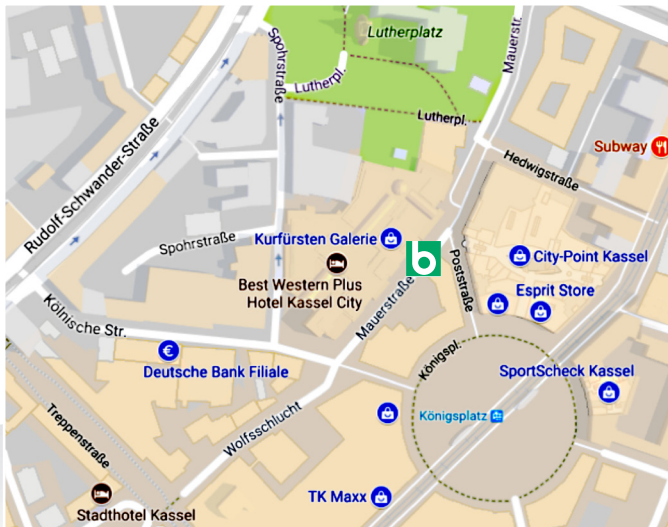 Lutherplatz
Mauerstr.
Spohrstraße
Lutherpl.
Lutherpl.
Rudolf-Schwander-Straße
Subway
Hedwigstraße
Spohrstraße
Kurfürsten Galerie
b
City-Point Kassel
Poststraße
Best Western Plus
Hotel Kassel City
Esprit Store
Mauerstraße
Kölnische Str.
€
Deutsche Bank Filiale
Königspl.
SportScheck Kassel
Königsplatz
Treppenstraße
Wolfsschlucht
TK Maxx
Stadthotel Kassel